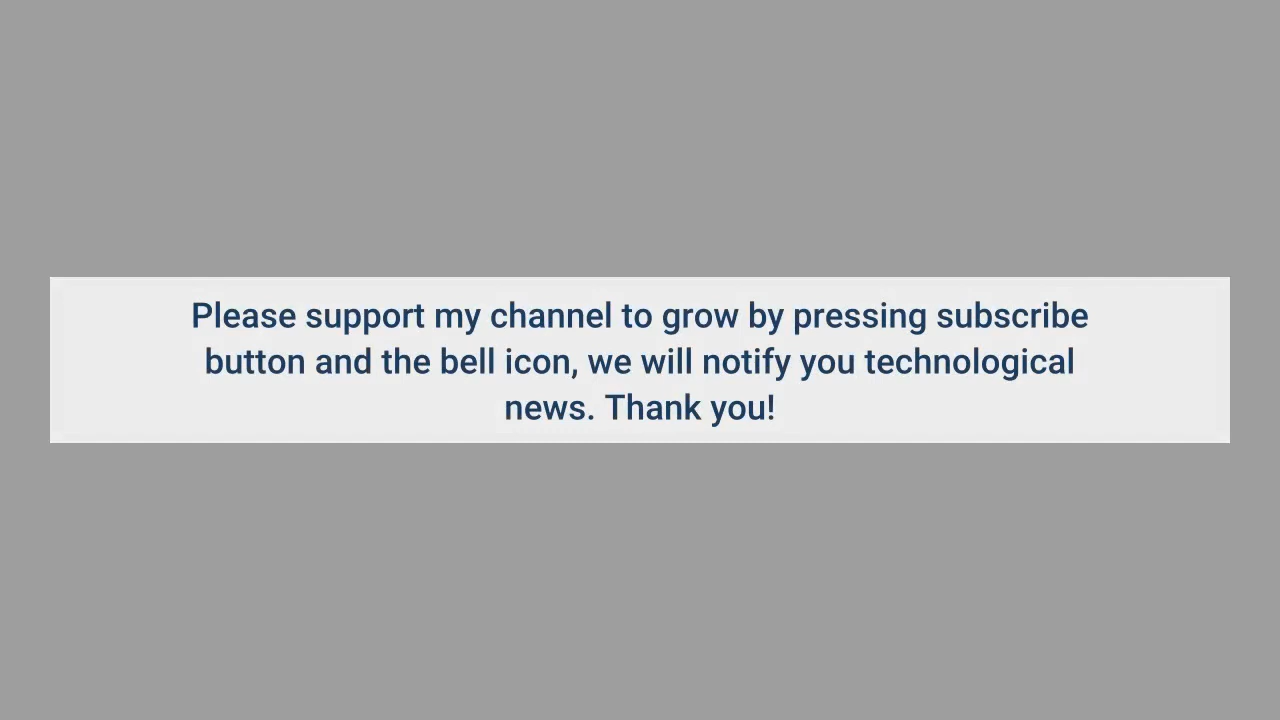 Please support my channel to grow by pressing subscribe
button and the bell icon, we will notify you technological
news. Thank you!